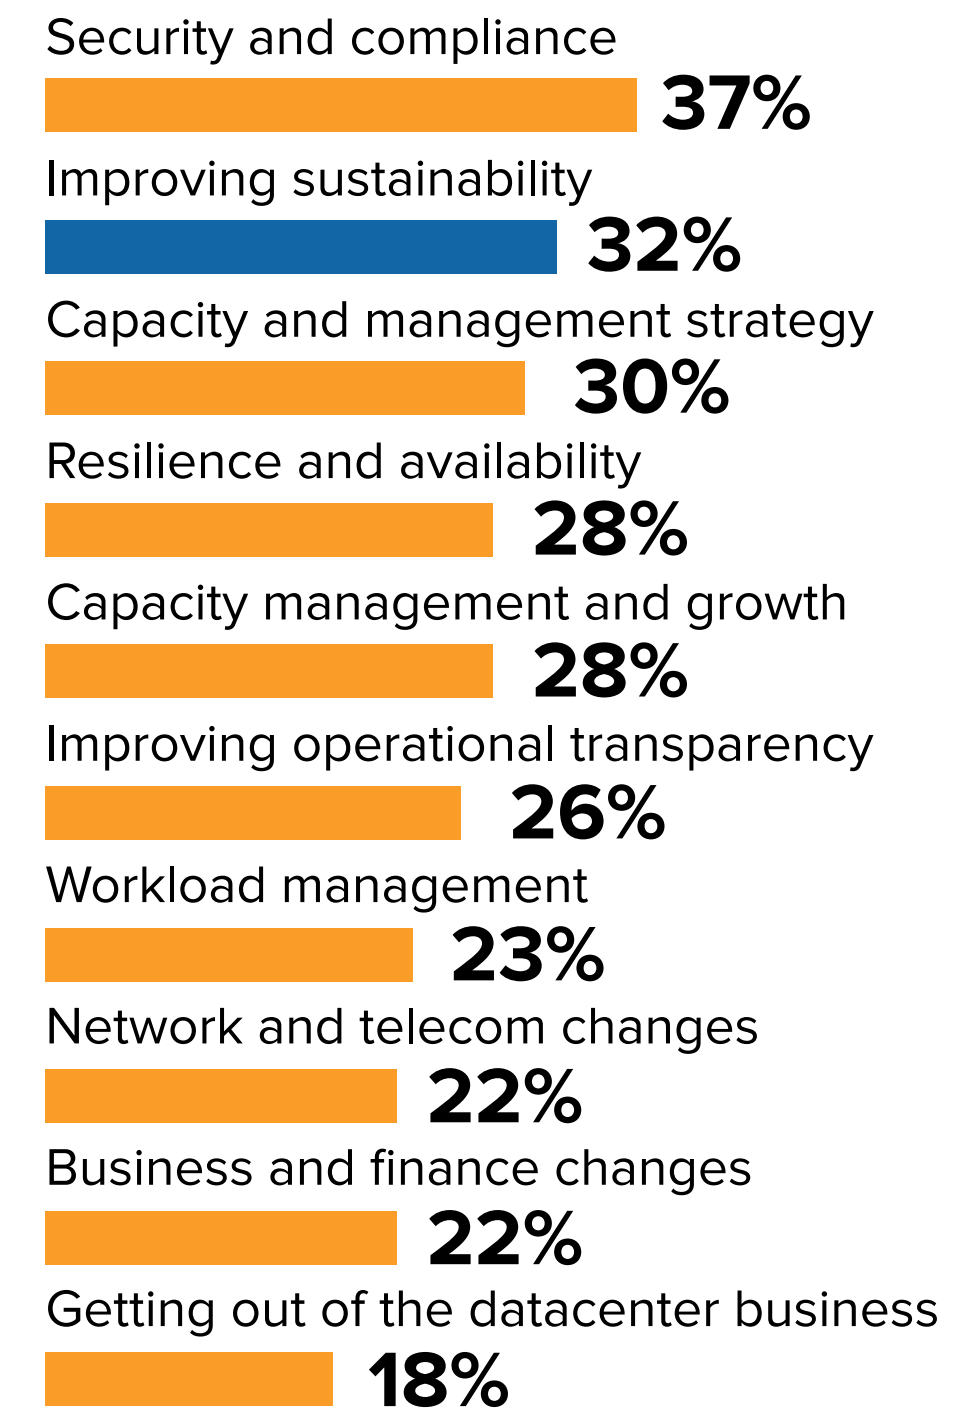 Security and compliance
37%
Improving sustainability
32%
Capacity and management strategy
30%
Resilience and availability
28%
Capacity management and growth
28%
Improving operational transparency
26%
Workload management
23%
Network and telecom changes
22%
Business and finance changes
22%
Getting out of the datacenter business
18%